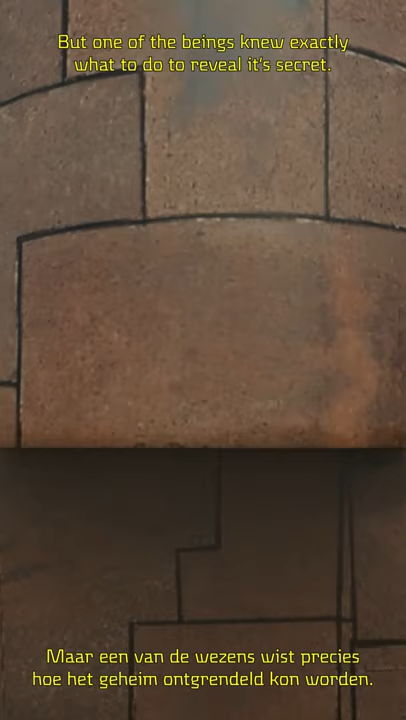 But one of the beings knew exactly
what to do to reveal it's secret.
Maar een van de wezens wist precies
hoe het geheim ontgrendeld kon worden.